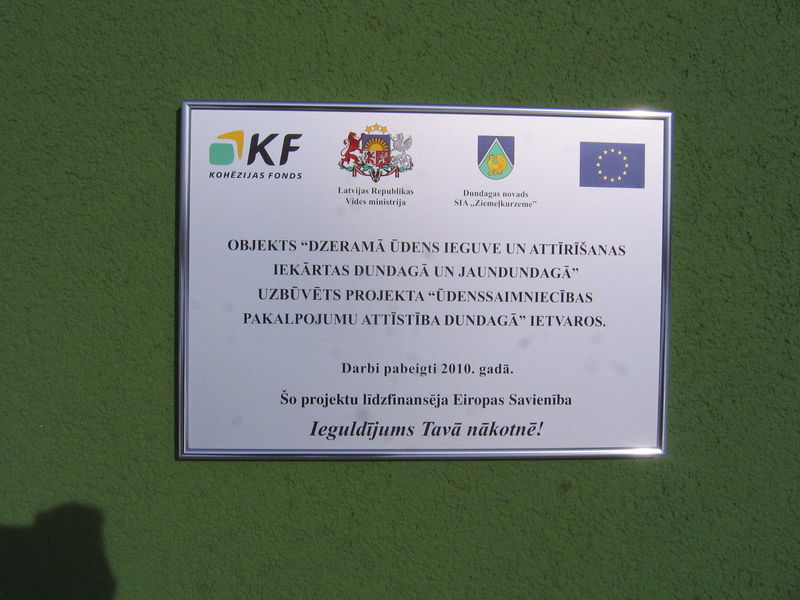 KF
KOHĒZIJAS FONDS
Latvijas Republikas
Vides ministrija
Dundagas novads
SIA „Ziemeļkurzeme”
OBJEKTS “DZERAMĀ ŪDENS IEGUVE UN ATTĪRĪŠANAS
IEKĀRTAS DUNDAGĀ UN JAUNDUNDAGĀ”
UZBŪVĒTS PROJEKTA “ŪDENSSAIMNIECĪBAS
PAKALPOJUMU ATTĪSTĪBA DUNDAGĀ” IETVAROS.
Darbi pabeigti 2010. gadā.
Šo projektu līdzfinansēja Eiropas Savienība
Ieguldījums Tavā nākotnē!